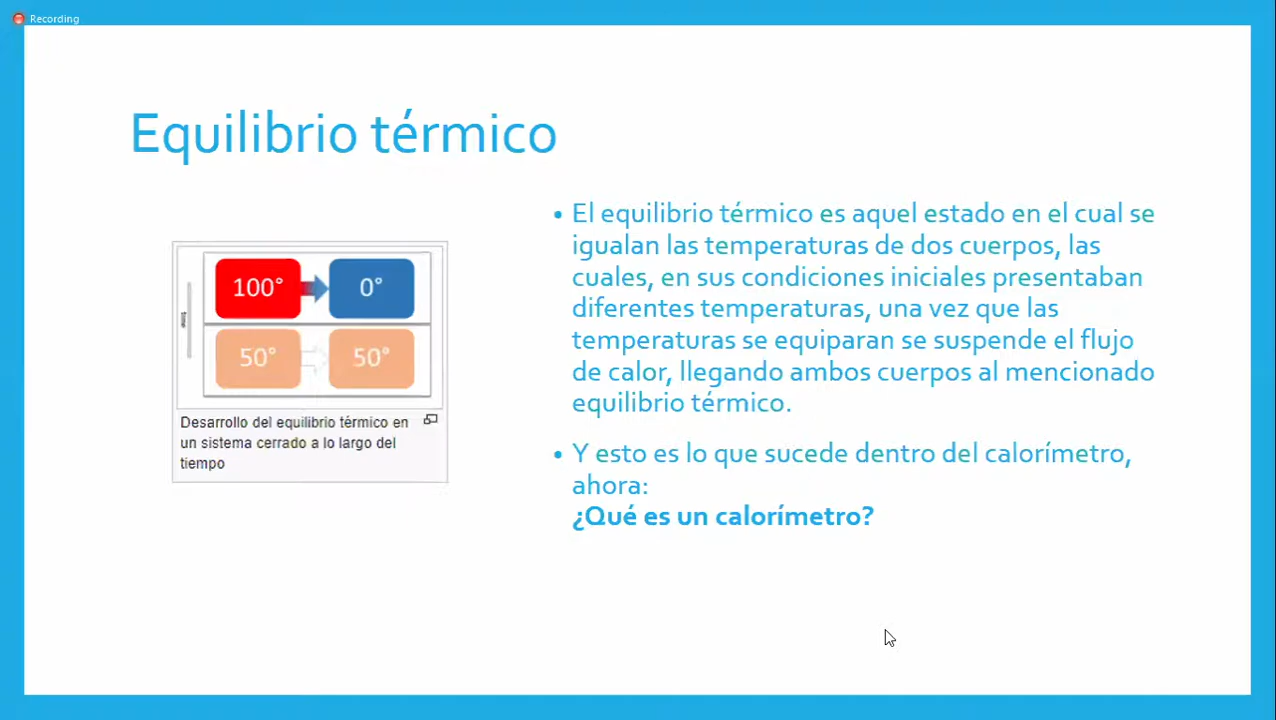 Recording
Equilibrio térmico
100°
0°
time
50°
50°
Desarrollo del equilibrio térmico en
un sistema cerrado a lo largo del
tiempo
• El equilibrio térmico es aquel estado en el cual se
igualan las temperaturas de dos cuerpos, las
cuales, en sus condiciones iniciales presentaban
diferentes temperaturas, una vez que las
temperaturas se equiparan se suspende el flujo
de calor, llegando ambos cuerpos al mencionado
equilibrio térmico.
• Y esto es lo que sucede dentro del calorímetro,
ahora:
¿Qué es un calorímetro?